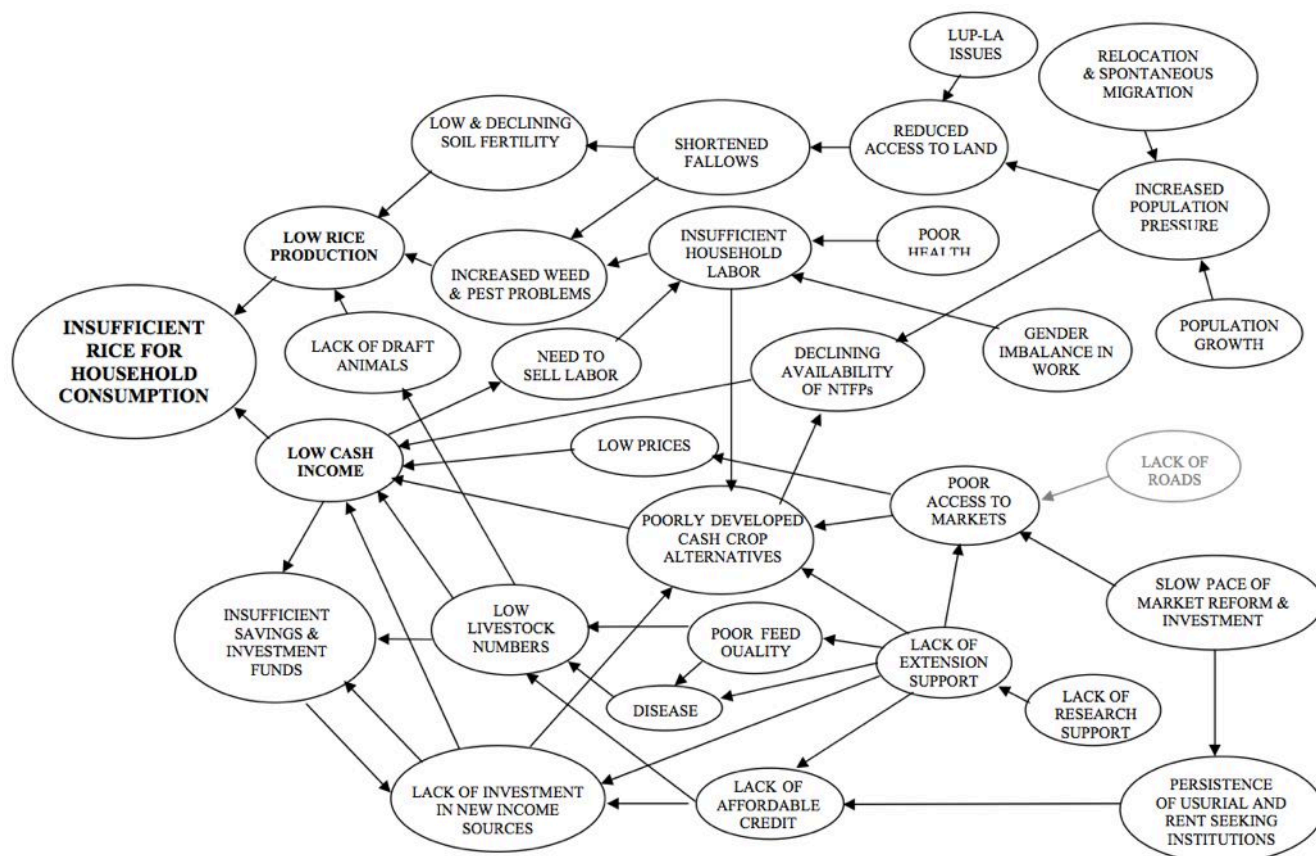 LUP-LA
ISSUES
RELOCATION
& SPONTANEOUS
MIGRATION
LOW & DECLINING
SOIL FERTILITY
SHORTENED
FALLOWS
REDUCED
ACCESS TO LAND
INCREASED
POPULATION
PRESSURE
LOW RICE
PRODUCTION
INCREASED WEED
& PEST PROBLEMS
INSUFFICIENT
HOUSEHOLD
LABOR
POOR
HEALTH
INSUFFICIENT
RICE FOR
HOUSEHOLD
CONSUMPTION
LACK OF DRAFT
ANIMALS
NEED TO
SELL LABOR
DECLINING
AVAILABILITY
OF NTFPs
GENDER
IMBALANCE IN
WORK
POPULATION
GROWTH
LOW CASH
INCOME
LOW PRICES
POOR
ACCESS TO
MARKETS
LACK OF
ROADS
POORLY DEVELOPED
CASH CROP
ALTERNATIVES
INSUFFICIENT
SAVINGS &
INVESTMENT
FUNDS
LOW
LIVESTOCK
NUMBERS
POOR FEED
QUALITY
LACK OF
EXTENSION
SUPPORT
SLOW PACE OF
MARKET REFORM &
INVESTMENT
DISEASE
LACK OF
RESEARCH
SUPPORT
LACK OF INVESTMENT
IN NEW INCOME
SOURCES
LACK OF
AFFORDABLE
CREDIT
PERSISTENCE
OF USURIAL AND
RENT SEEKING
INSTITUTIONS